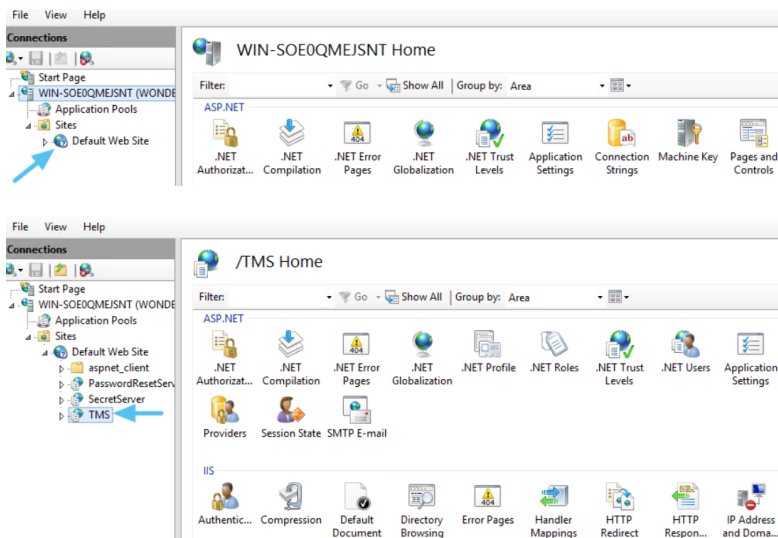 File View Help
Connections
Start Page
WIN-SOE0QMEJSNT (WONDE
Application Pools
Sites
Default Web Site
WIN-SOE0QMEJSNT Home
Filter: Go Show All Group by: Area
ASP.NET
.NET Authorizat... .NET Compilation .NET Error Pages .NET Globalization .NET Trust Levels Application Settings Connection Strings Machine Key Pages and Controls
File View Help
Connections
Start Page
WIN-SOE0QMEJSNT (WONDE
Application Pools
Sites
Default Web Site
aspnet_client
PasswordResetServ
SecretServer
TMS
/TMS Home
Filter: Go Show All Group by: Area
ASP.NET
.NET Authorizat... .NET Compilation .NET Error Pages .NET Globalization .NET Profile .NET Roles .NET Trust Levels .NET Users Application Settings
Providers Session State SMTP E-mail
IIS
Authentic... Compression Default Document Directory Browsing Error Pages Handler Mappings HTTP Redirect HTTP Respon... IP Address and Doma...